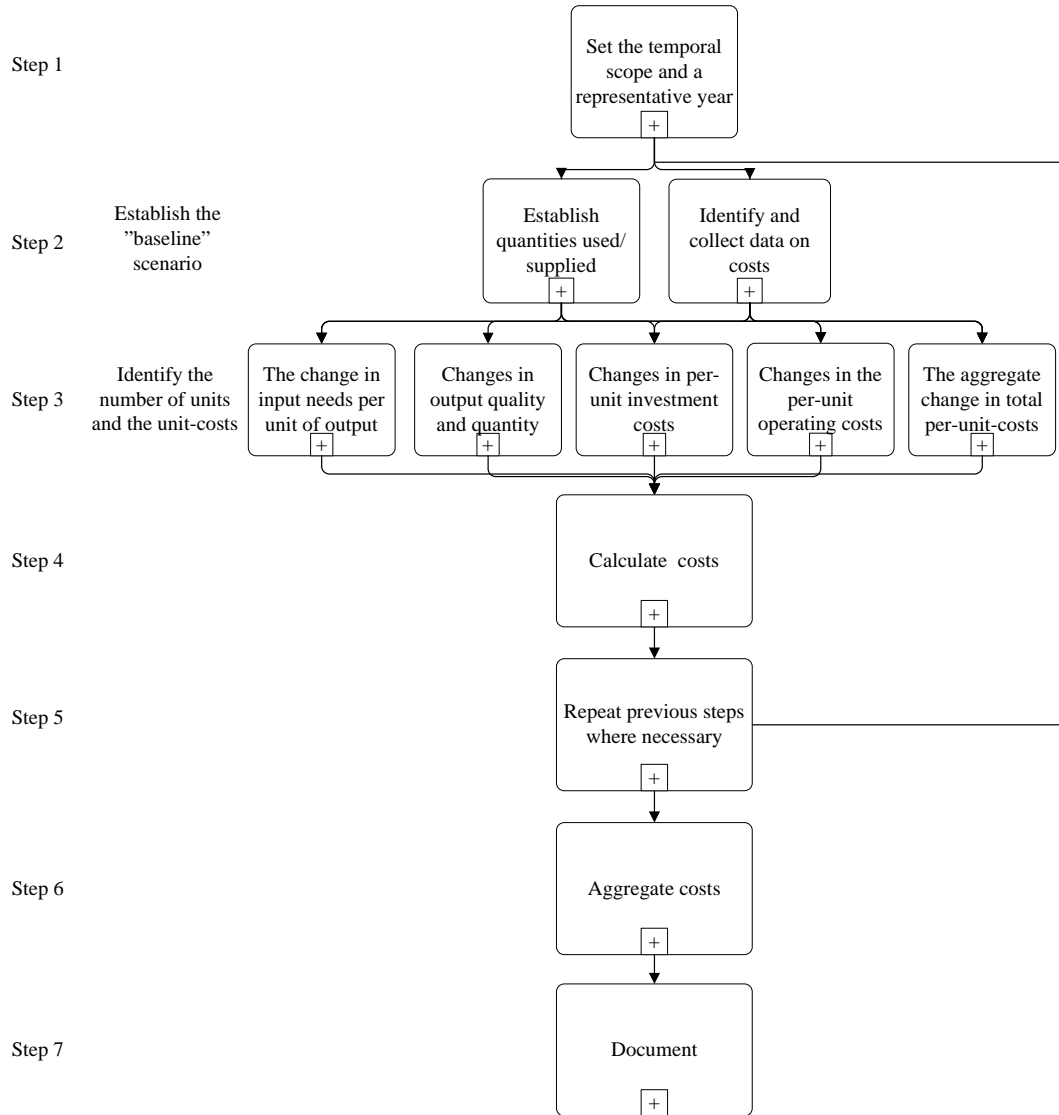 Step 1
Set the temporal
scope and a
representative year
+
Step 2
Establish the
”baseline”
scenario
Establish
quantities used/
supplied
+
Identify and
collect data on
costs
+
Step 3
Identify the
number of units
and the unit-costs
The change in
input needs per
unit of output
+
Changes in
output quality
and quantity
+
Changes in per-
unit investment
costs
+
Changes in the
per-unit
operating costs
+
The aggregate
change in total
per-unit-costs
+
Step 4
Calculate costs
+
Step 5
Repeat previous steps
where necessary
+
Step 6
Aggregate costs
+
Step 7
Document
+